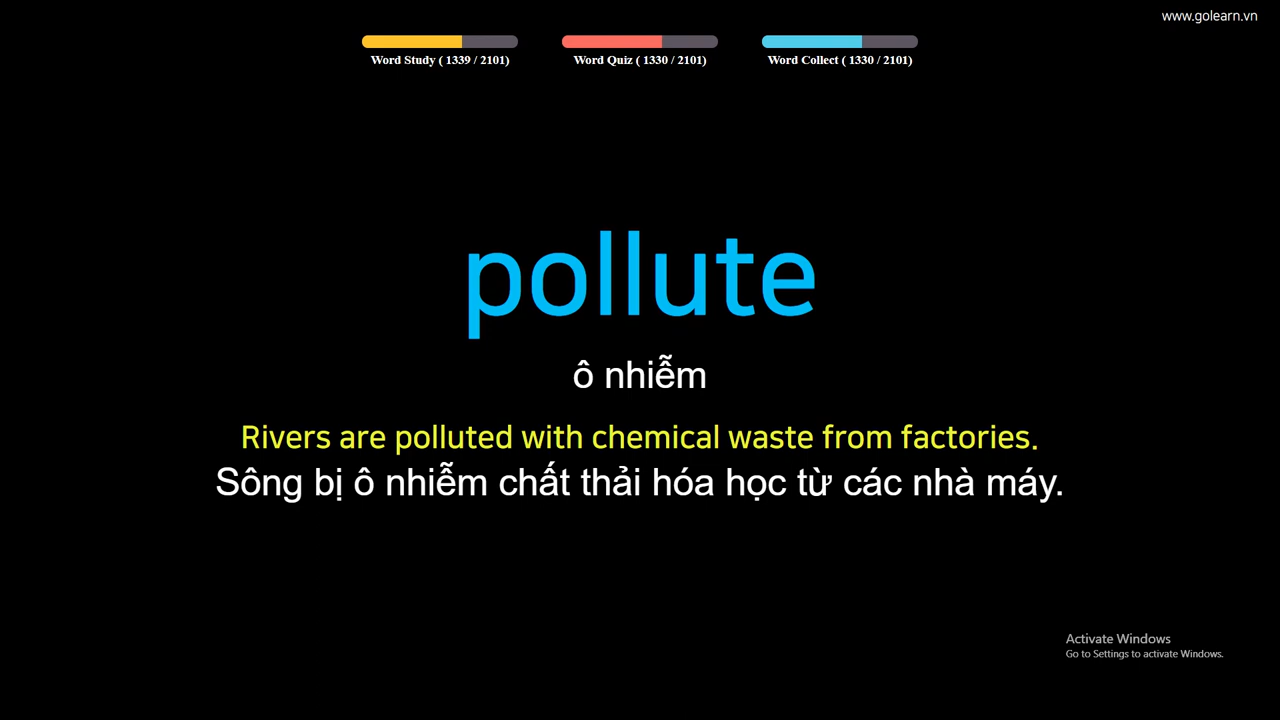 www.golearn.vn
Word Study ( 1339 / 2101) Word Quiz ( 1330 / 2101) Word Collect ( 1330 / 2101)
pollute
ô nhiễm
Rivers are polluted with chemical waste from factories.
Sông bị ô nhiễm chất thải hóa học từ các nhà máy.
Activate Windows
Go to Settings to activate Windows.